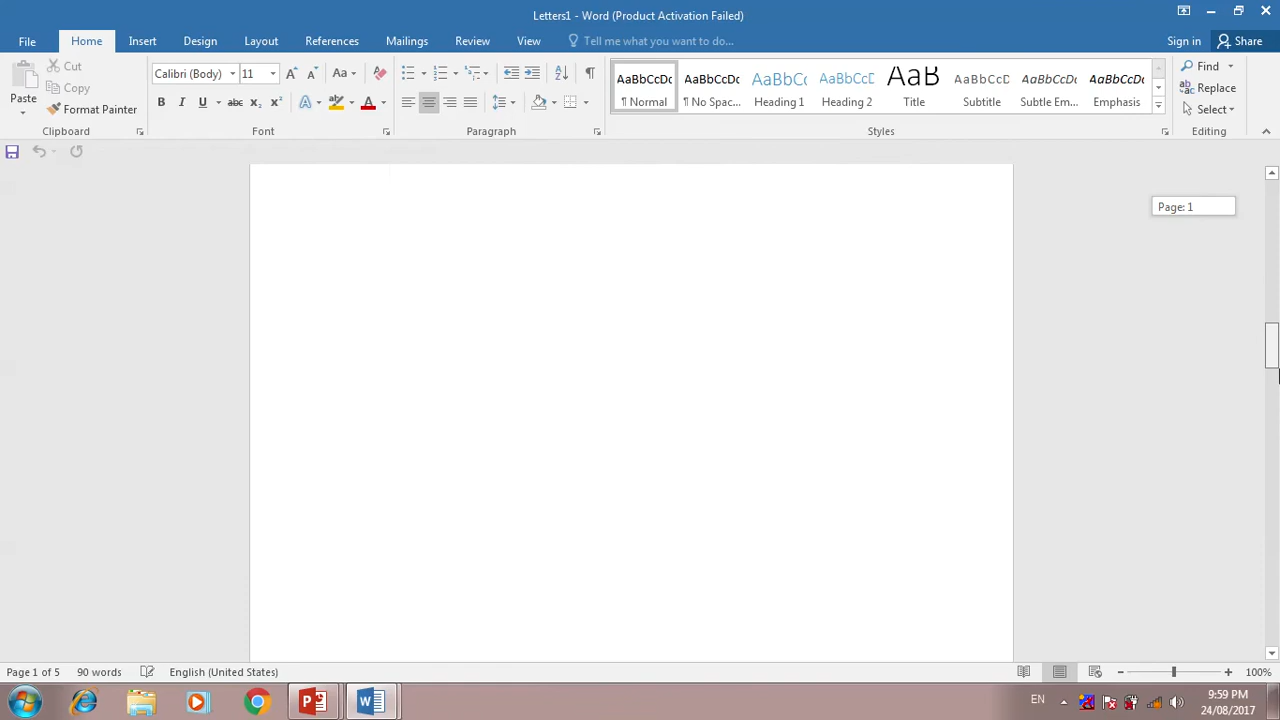 Letters1 - Word (Product Activation Failed)
File Home Insert Design Layout References Mailings Review View Tell me what you want to do... Sign in Share
Paste Cut Copy Format Painter Clipboard
Calibri (Body) 11 Aa A B I U abc x₂ x² A A Font
Paragraph
AaBbCcDc AaBbCcDc AaBbCc AaBbCcD AaB AaBbCcD AaBbCcDc AaBbCcDc
¶ Normal ¶ No Spac... Heading 1 Heading 2 Title Subtitle Subtle Em... Emphasis
Styles
Find Replace Select Editing
Page: 1
Page 1 of 5 90 words English (United States) 100%
EN 9:59 PM
24/08/2017